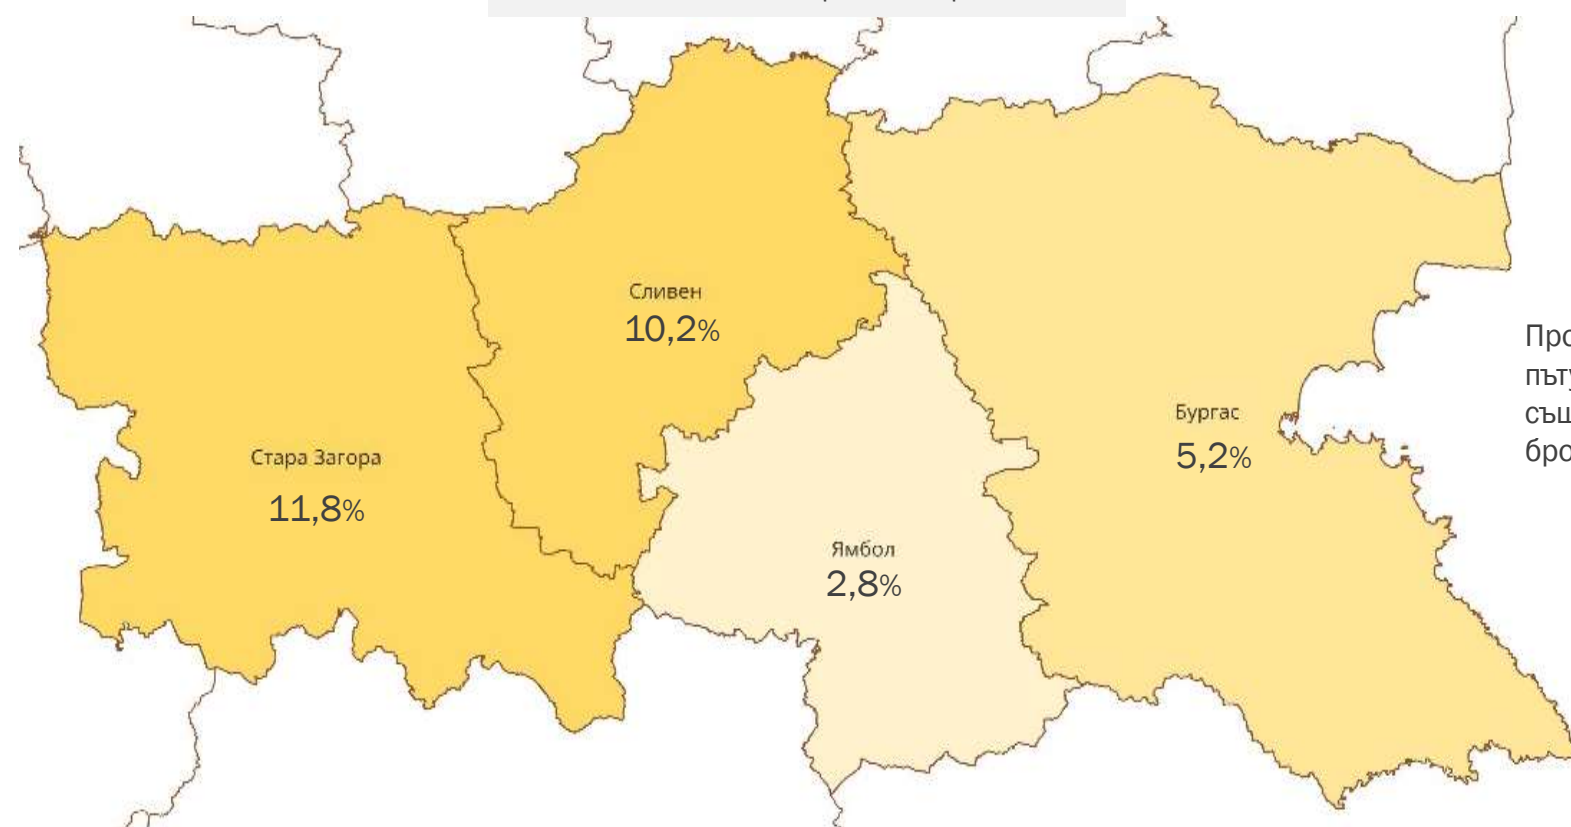 Сливен
10,2%
Бургас
5,2%
Стара Загора
11,8%
Ямбол
2,8%